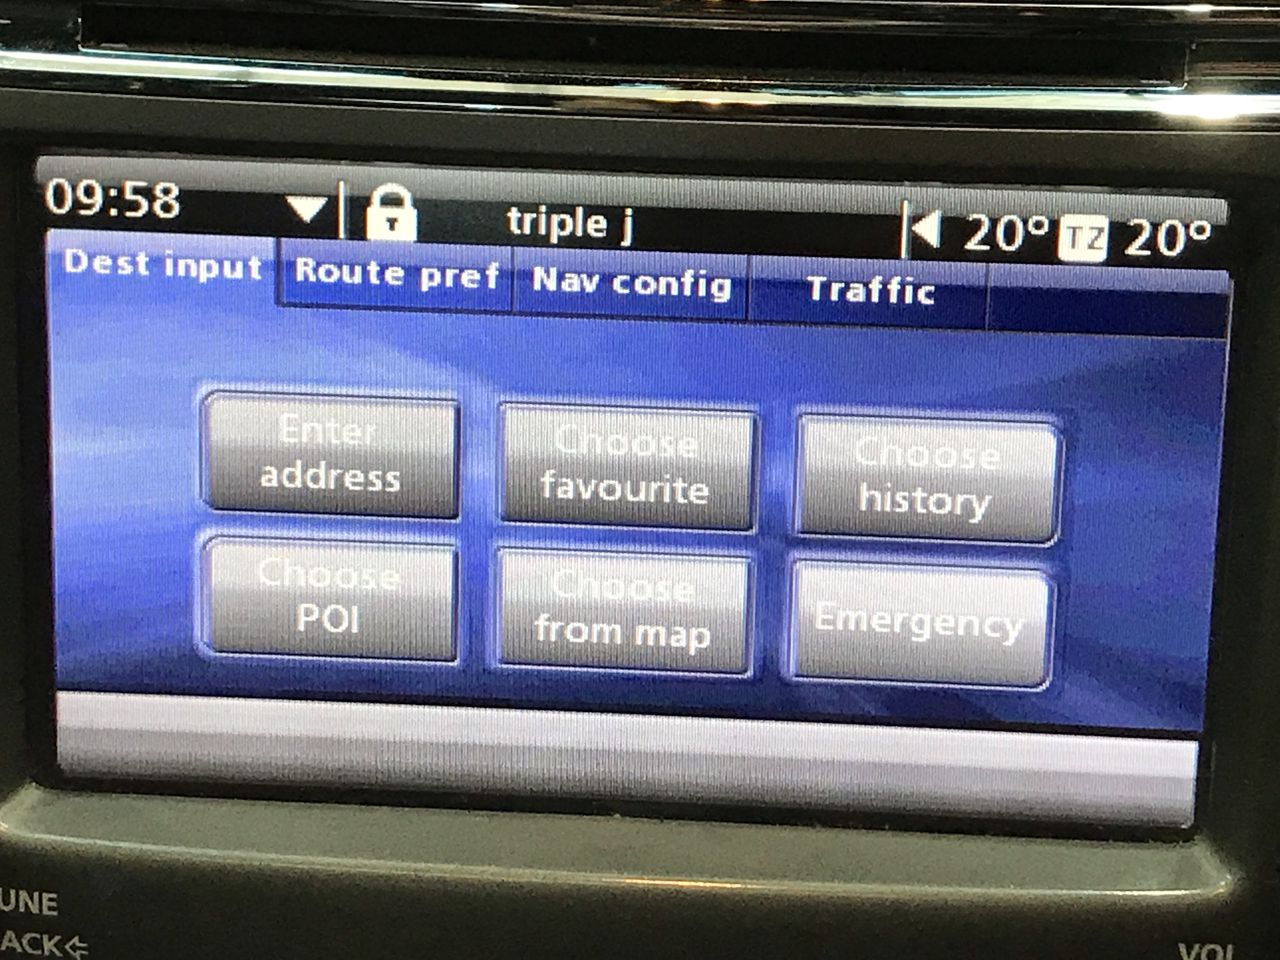 09:58 triple j 20° TZ 20°
Dest input Route pref Nav config Traffic
Enter
address
Choose
favourite
Choose
history
Choose
POI
Choose
from map
Emergency
UNE
ACK
VOL